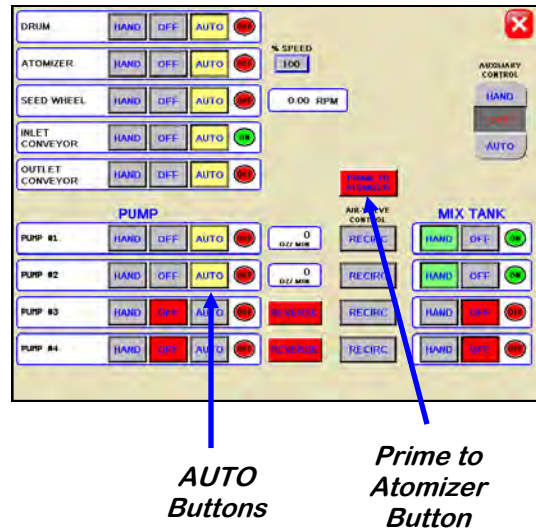 DRUM HAND OFF AUTO OFF
% SPEED
ATOMIZER HAND OFF AUTO OFF 100
AUXILIARY
CONTROL
SEED WHEEL HAND OFF AUTO OFF 0.00 RPM
HAND
OFF
AUTO
INLET
CONVEYOR HAND OFF AUTO ON
OUTLET
CONVEYOR HAND OFF AUTO OFF
PRIME TO
ATOMIZER
PUMP
AIR-VALVE
CONTROL
MIX TANK
PUMP #1 HAND OFF AUTO OFF 0 OZ/ MIN RECIRC HAND OFF ON
PUMP #2 HAND OFF AUTO OFF 0 OZ/ MIN RECIRC HAND OFF ON
PUMP #3 HAND OFF AUTO OFF REVERSE RECIRC HAND OFF OFF
PUMP #4 HAND OFF AUTO OFF REVERSE RECIRC HAND OFF OFF
AUTO
Buttons
Prime to
Atomizer
Button